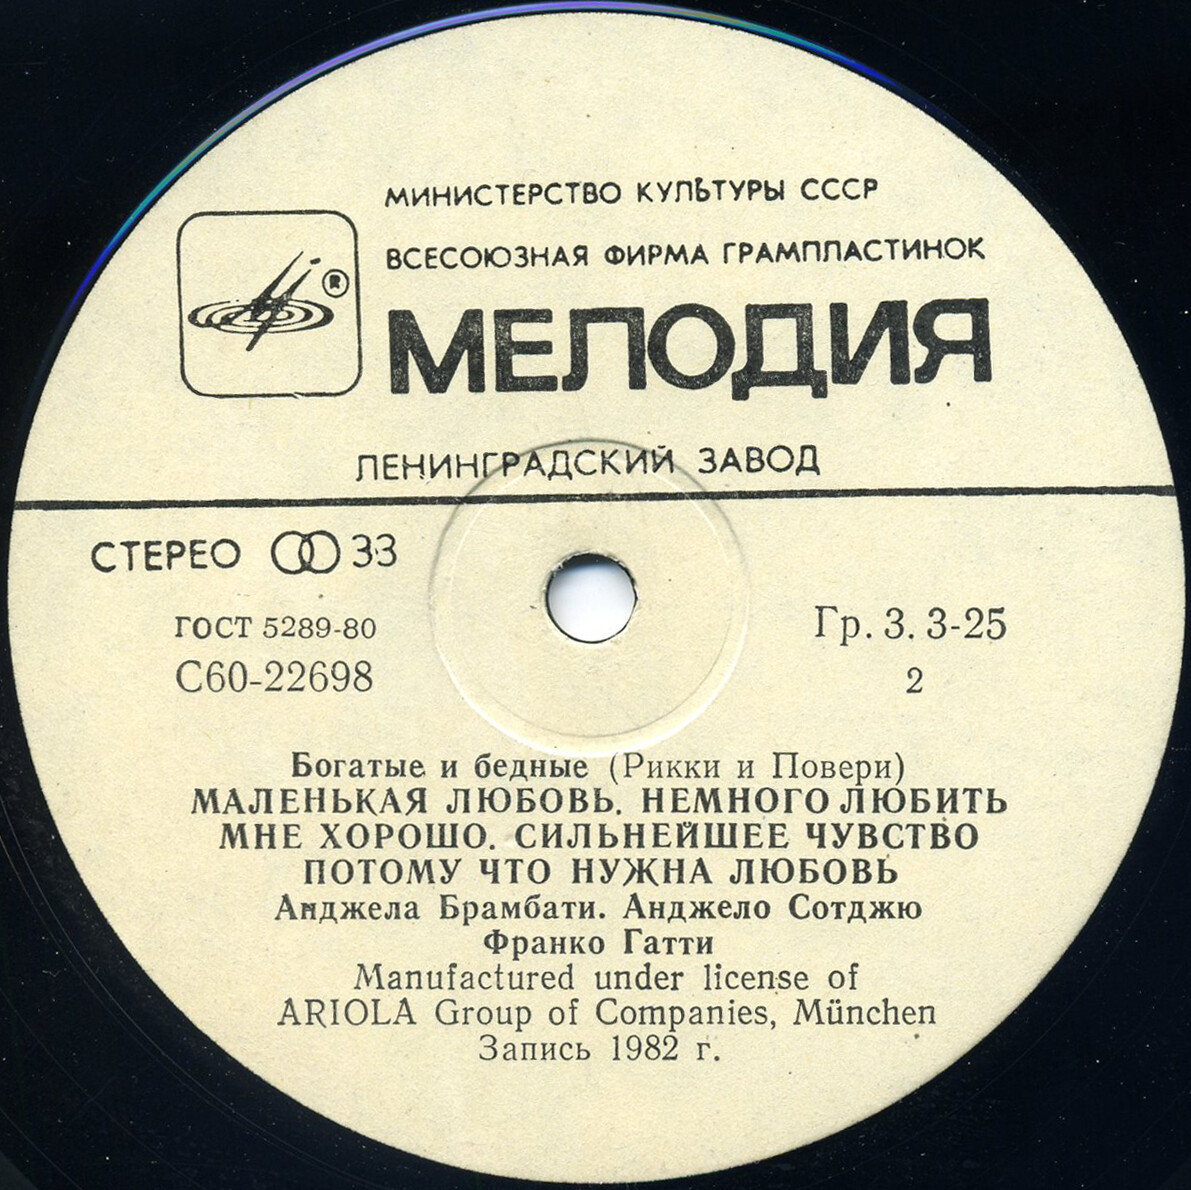 МИНИСТЕРСТВО КУЛЬТУРЫ СССР
ВСЕСОЮЗНАЯ ФИРМА ГРАМПЛАСТИНОК
®
МЕЛОДИЯ
ЛЕНИНГРАДСКИЙ ЗАВОД
СТЕРЕО 33
ГОСТ 5289-80
Гр. 3. 3-25
С60-22698
2
Богатые и бедные (Рикки и Повери)
МАЛЕНЬКАЯ ЛЮБОВЬ. НЕМНОГО ЛЮБИТЬ
МНЕ ХОРОШО. СИЛЬНЕЙШЕЕ ЧУВСТВО
ПОТОМУ ЧТО НУЖНА ЛЮБОВЬ
Анджела Брамбати. Анджело Сотджю
Франко Гатти
Manufactured under license of
ARIOLA Group of Companies, München
Запись 1982 г.